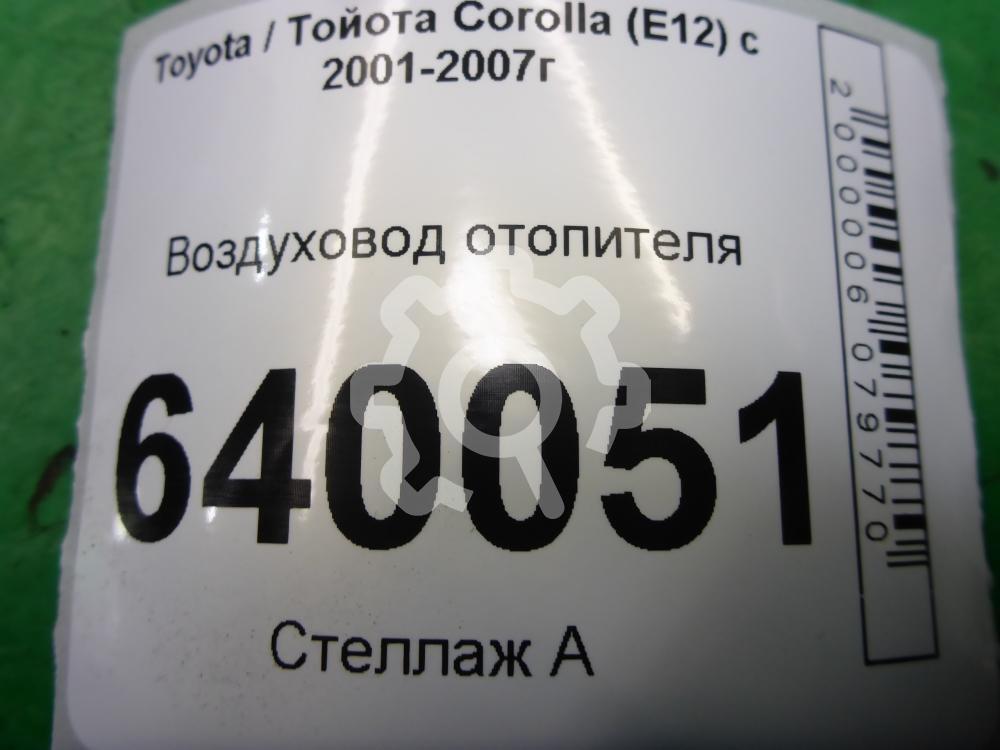 Toyota / Тойота Corolla (E12) с
2001-2007г
Воздуховод отопителя
640051
Стеллаж А
2000006079770